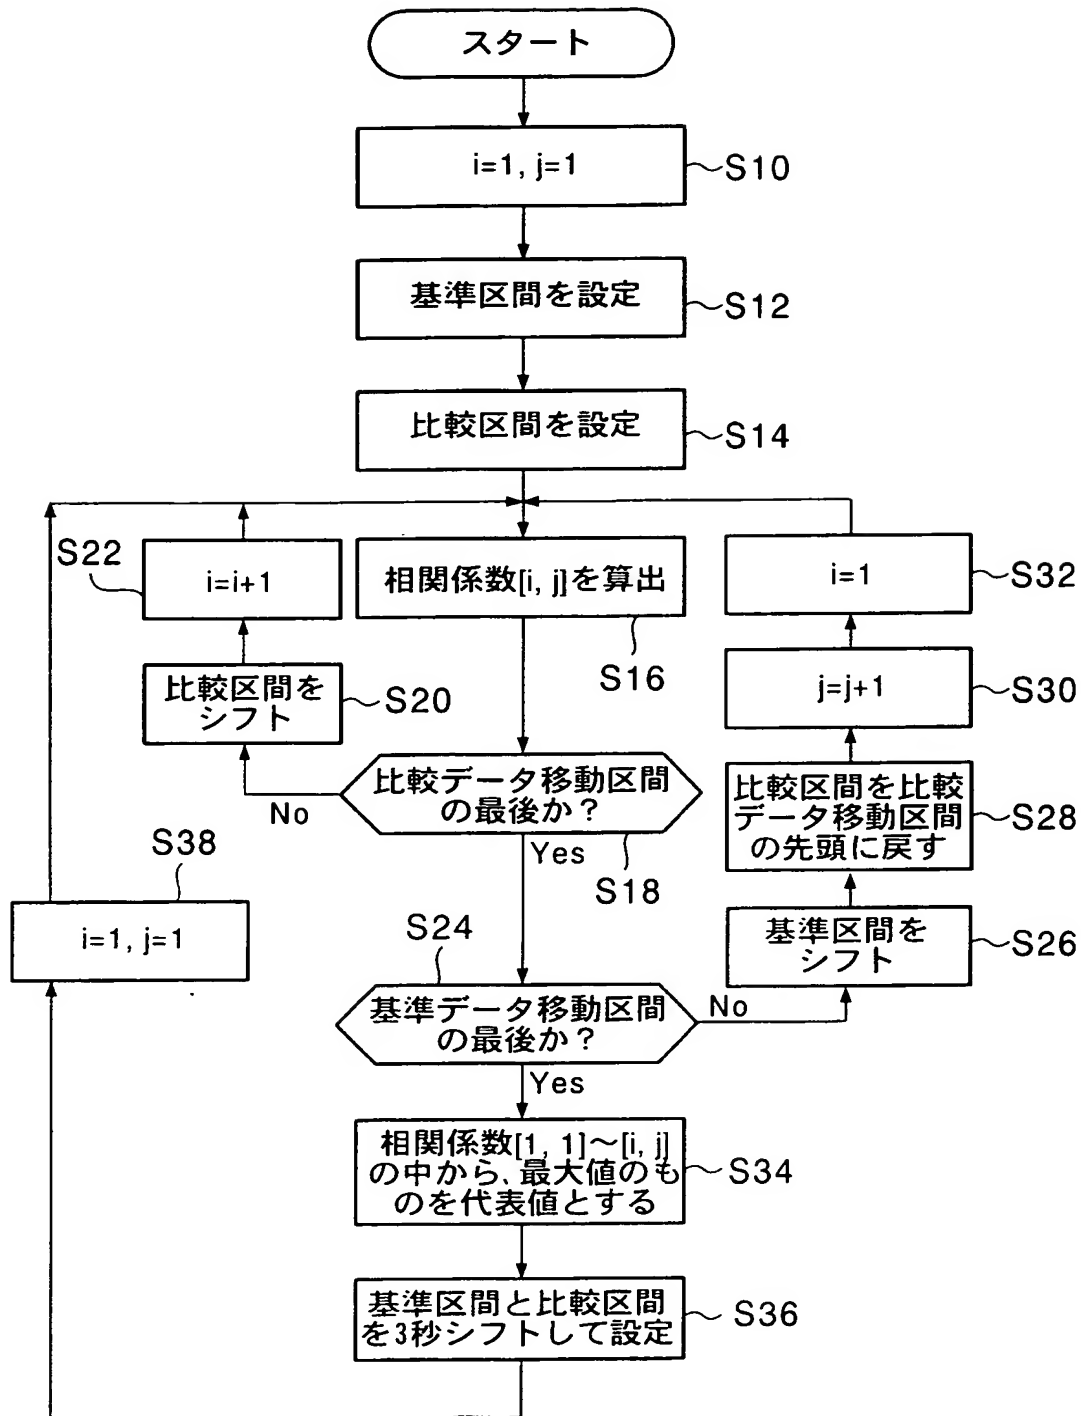 スタート
i=1, j=1
S10
基準区間を設定
S12
比較区間を設定
S14
S22
i=i+1
相関係数[i, j]を算出
S16
i=1
S32
比較区間を
シフト
S20
j=j+1
S30
比較データ移動区間
の最後か？
No
Yes
S18
比較区間を比較
データ移動区間
の先頭に戻す
S28
S38
i=1, j=1
S24
基準区間を
シフト
S26
基準データ移動区間
の最後か？
No
Yes
相関係数[1, 1]～[i, j]
の中から、最大値のも
のを代表値とする
S34
基準区間と比較区間
を3秒シフトして設定
S36